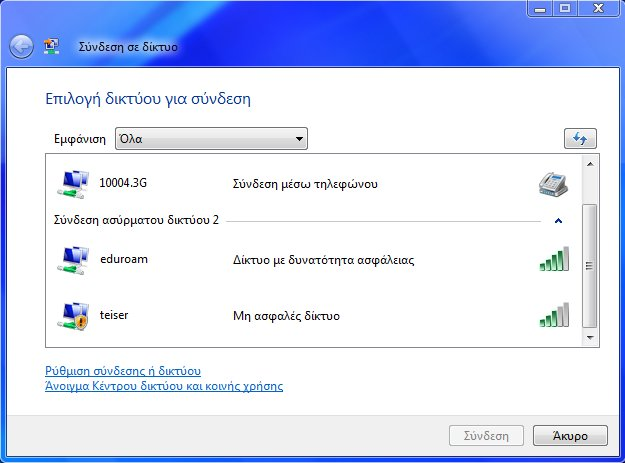 Σύνδεση σε δίκτυο
Επιλογή δικτύου για σύνδεση
Εμφάνιση Όλα
10004.3G Σύνδεση μέσω τηλεφώνου
Σύνδεση ασύρματου δικτύου 2
eduroam Δίκτυο με δυνατότητα ασφάλειας
teiser Μη ασφαλές δίκτυο
Ρύθμιση σύνδεσης ή δικτύου
Άνοιγμα Κέντρου δικτύου και κοινής χρήσης
Σύνδεση Άκυρο